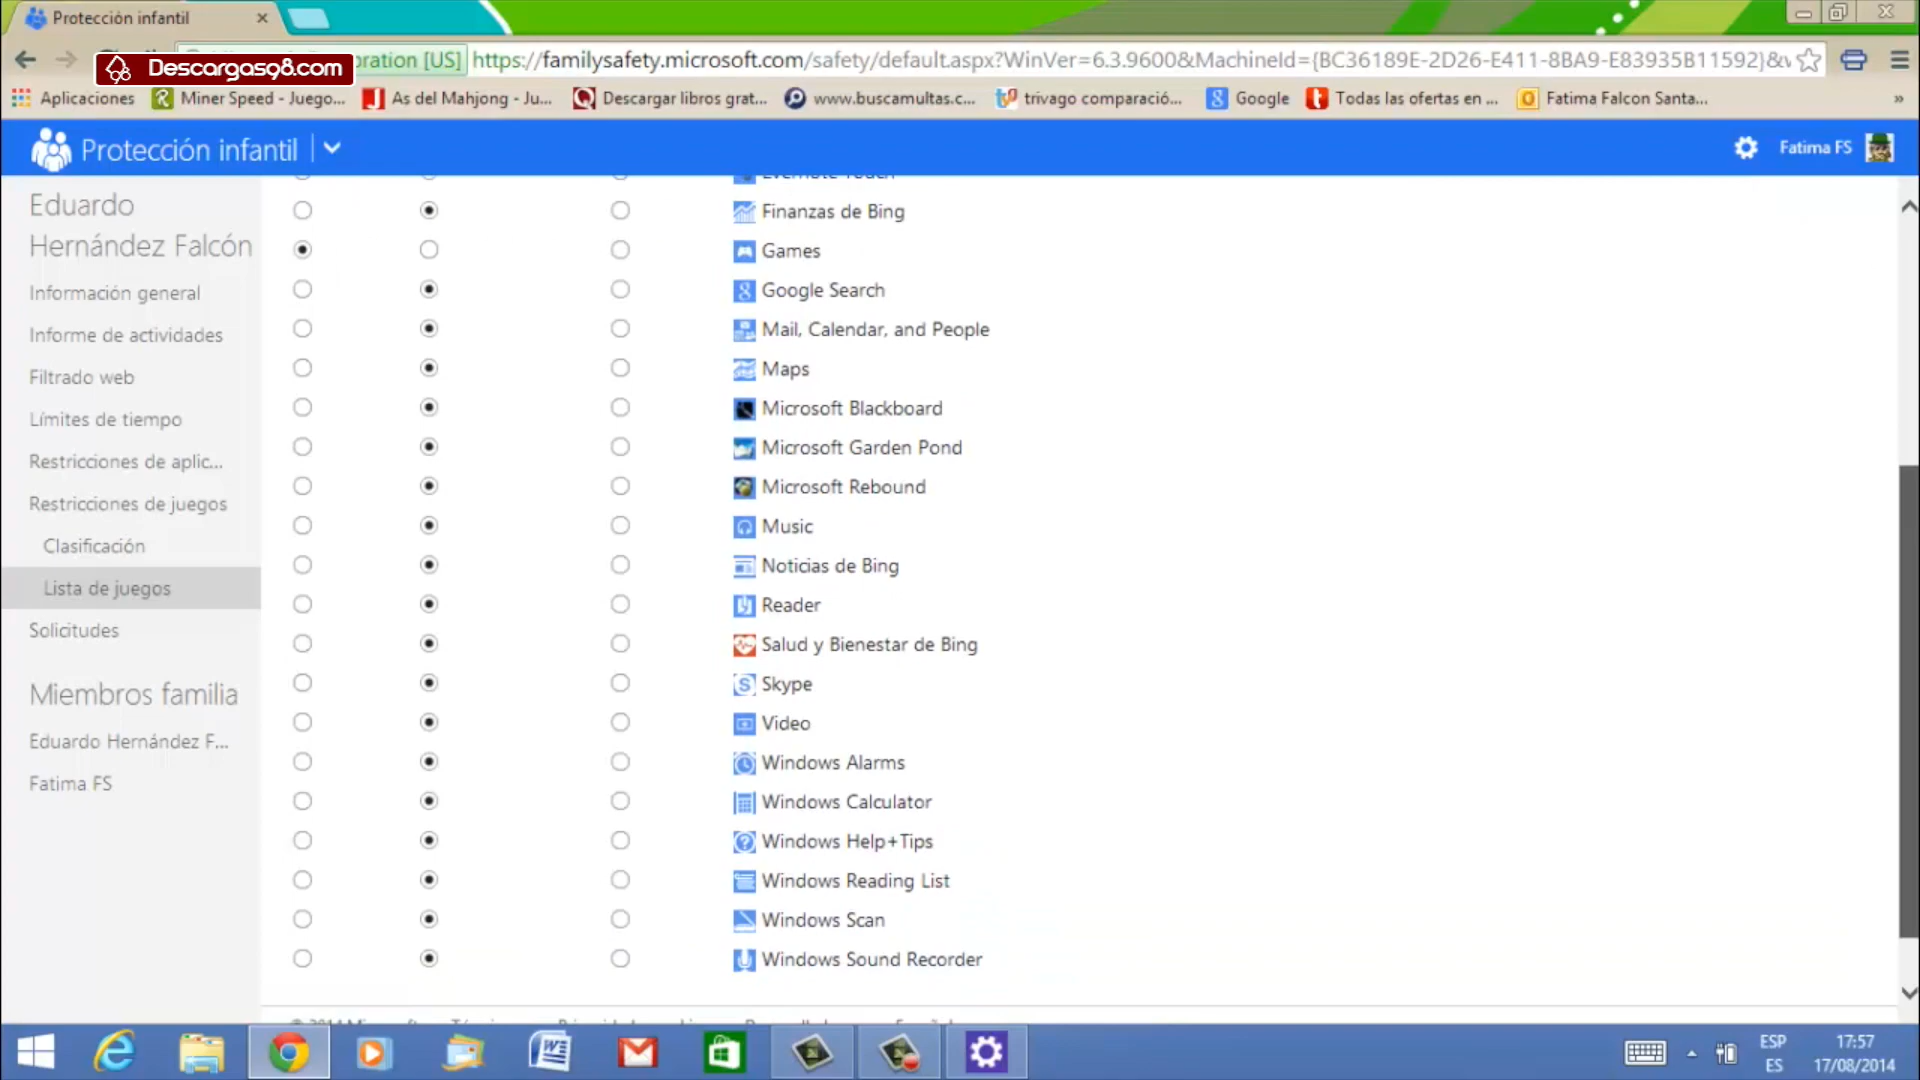 Protección infantil
Descargas98.com
oration [US] https://familysafety.microsoft.com/safety/default.aspx?WinVer=6.3.9600&MachineId={BC36189E-2D26-E411-8BA9-E83935B11592}&v
Aplicaciones Miner Speed - Juego... As del Mahjong - Ju... Descargar libros grat... www.buscamultas.c... trivago comparació... Google Todas las ofertas en ... Fatima Falcon Santa... »
Protección infantil
Fatima FS
Eduardo
Hernández Falcón
Información general
Informe de actividades
Filtrado web
Límites de tiempo
Restricciones de aplic...
Restricciones de juegos
Clasificación
Lista de juegos
Solicitudes
Miembros familia
Eduardo Hernández F...
Fatima FS
Evernote Touch
Finanzas de Bing
Games
Google Search
Mail, Calendar, and People
Maps
Microsoft Blackboard
Microsoft Garden Pond
Microsoft Rebound
Music
Noticias de Bing
Reader
Salud y Bienestar de Bing
Skype
Video
Windows Alarms
Windows Calculator
Windows Help+Tips
Windows Reading List
Windows Scan
Windows Sound Recorder
ESP
ES
17:57
17/08/2014